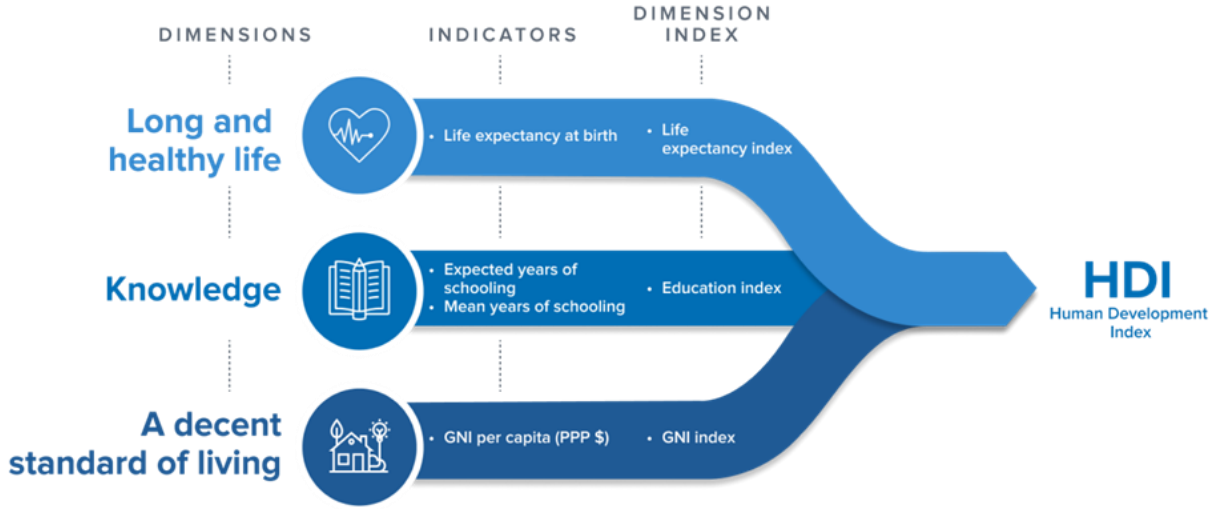 DIMENSIONS
INDICATORS
DIMENSION
INDEX
Long and
healthy life
• Life expectancy at birth
• Life
expectancy index
Knowledge
• Expected years of
schooling
• Mean years of schooling
• Education index
A decent
standard of living
• GNI per capita (PPP $)
• GNI index
HDI
Human Development
Index